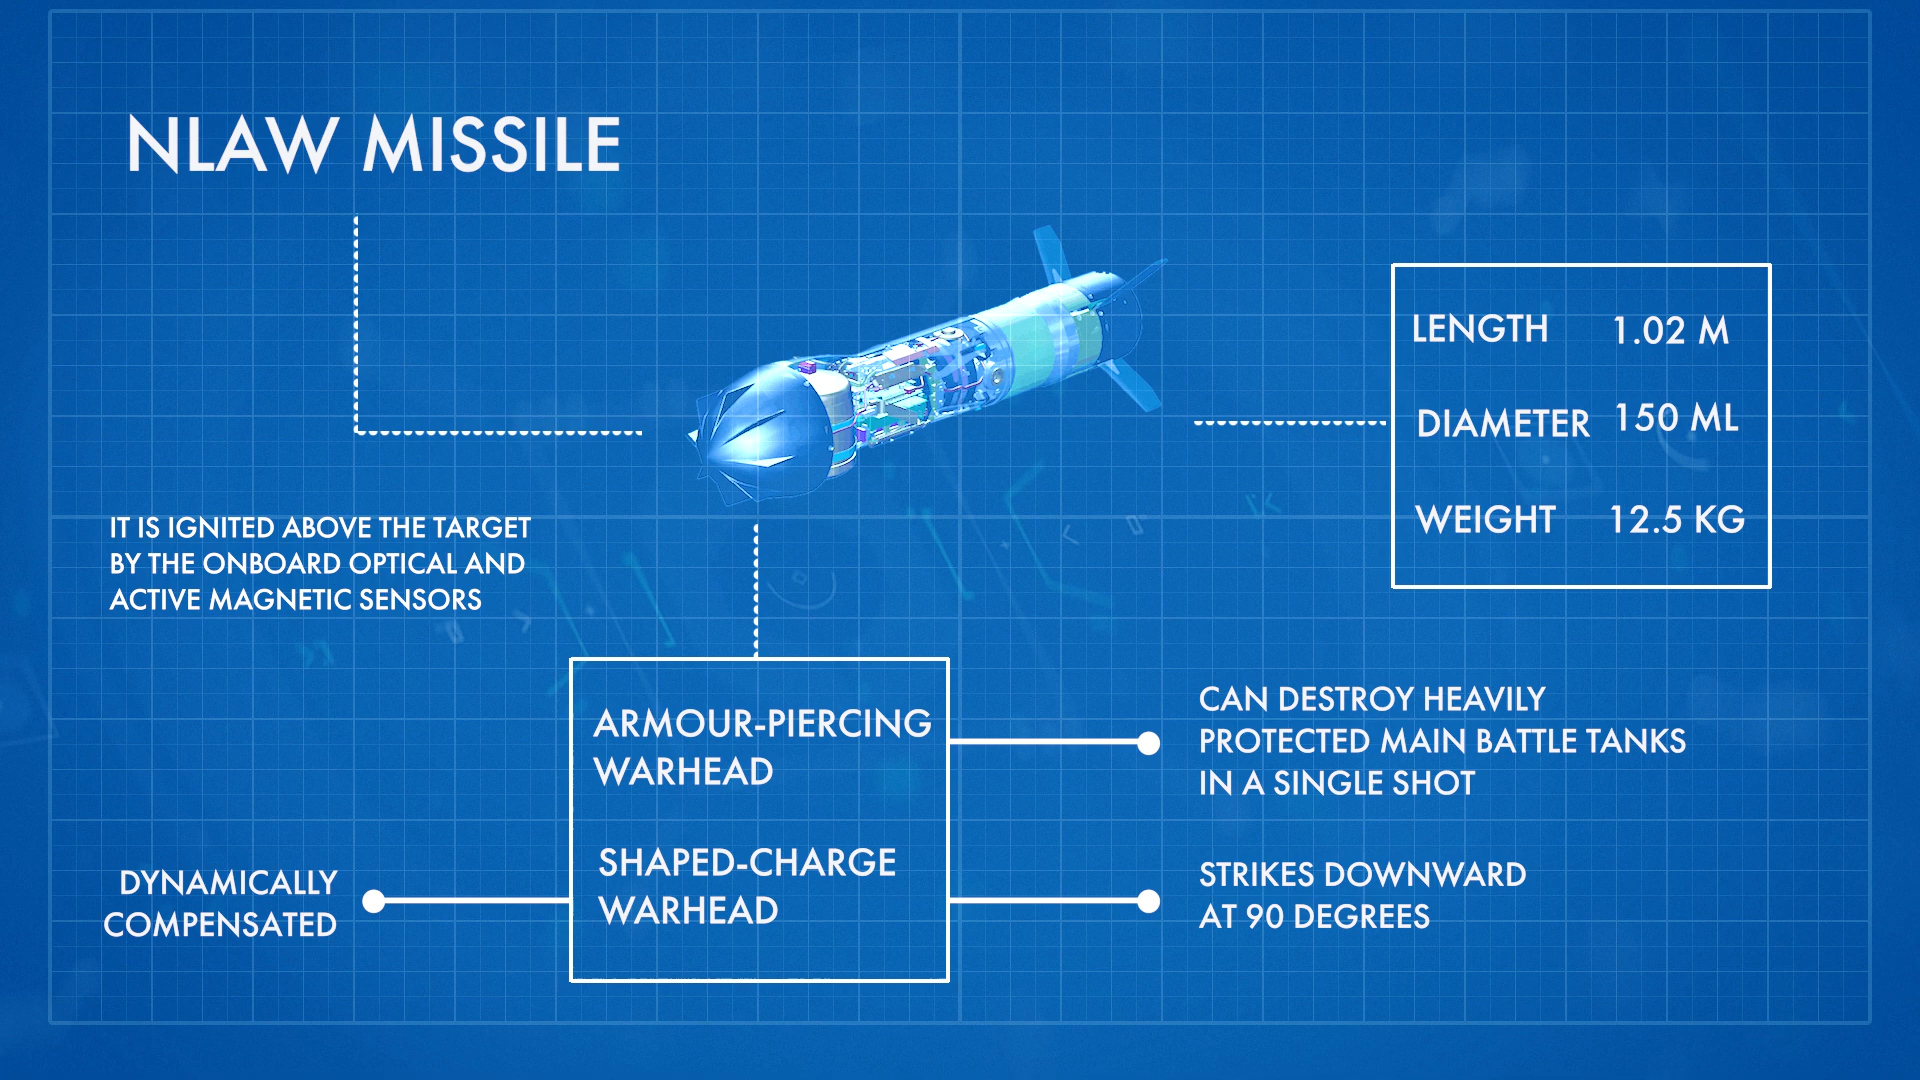 NLAW MISSILE
LENGTH 1.02 M
DIAMETER 150 ML
WEIGHT 12.5 KG
IT IS IGNITED ABOVE THE TARGET
BY THE ONBOARD OPTICAL AND
ACTIVE MAGNETIC SENSORS
ARMOUR-PIERCING
WARHEAD
CAN DESTROY HEAVILY
PROTECTED MAIN BATTLE TANKS
IN A SINGLE SHOT
SHAPED-CHARGE
WARHEAD
DYNAMICALLY
COMPENSATED
STRIKES DOWNWARD
AT 90 DEGREES